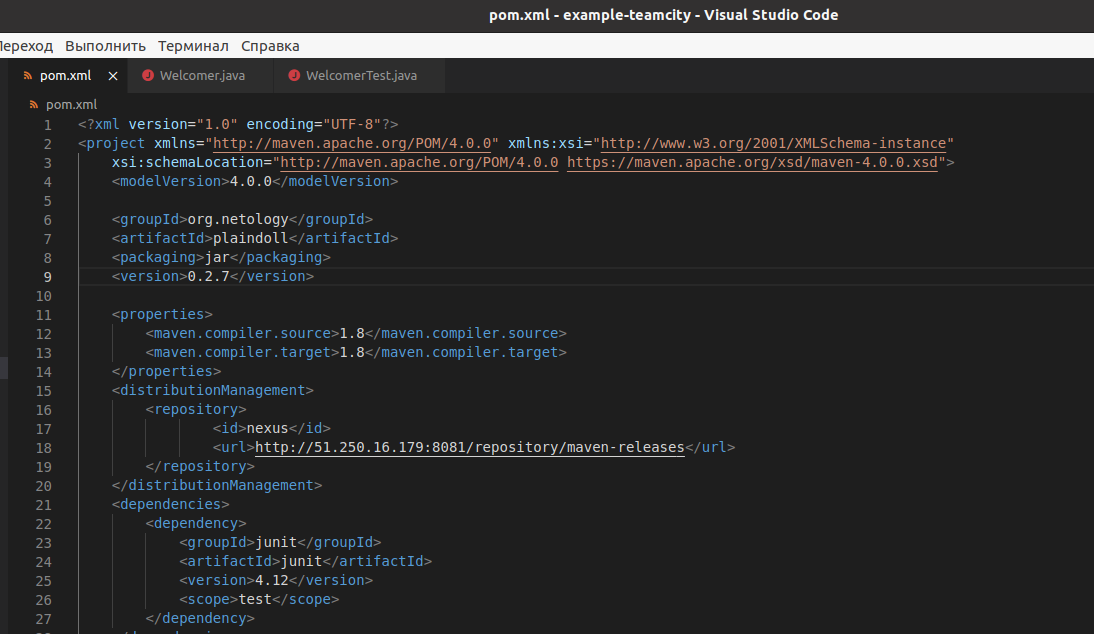 pom.xml - example-teamcity - Visual Studio Code
Переход Выполнить Терминал Справка
pom.xml × Welcomer.java WelcomerTest.java
pom.xml
1 <?xml version="1.0" encoding="UTF-8"?>
2 <project xmlns="http://maven.apache.org/POM/4.0.0" xmlns:xsi="http://www.w3.org/2001/XMLSchema-instance"
3 xsi:schemaLocation="http://maven.apache.org/POM/4.0.0 https://maven.apache.org/xsd/maven-4.0.0.xsd">
4 <modelVersion>4.0.0</modelVersion>
5
6 <groupId>org.netology</groupId>
7 <artifactId>plaindoll</artifactId>
8 <packaging>jar</packaging>
9 <version>0.2.7</version>
10
11 <properties>
12 <maven.compiler.source>1.8</maven.compiler.source>
13 <maven.compiler.target>1.8</maven.compiler.target>
14 </properties>
15 <distributionManagement>
16 <repository>
17 <id>nexus</id>
18 <url>http://51.250.16.179:8081/repository/maven-releases</url>
19 </repository>
20 </distributionManagement>
21 <dependencies>
22 <dependency>
23 <groupId>junit</groupId>
24 <artifactId>junit</artifactId>
25 <version>4.12</version>
26 <scope>test</scope>
27 </dependency>